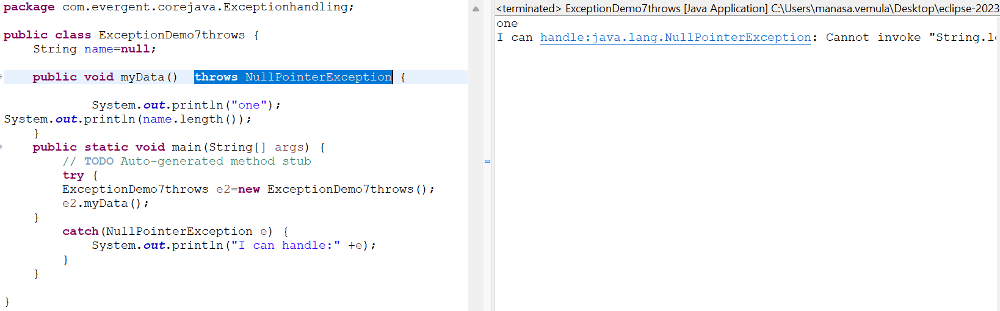 package com.evergent.corejava.Exceptionhandling;
public class ExceptionDemo7throws {
String name=null;
public void myData()  throws NullPointerException {
System.out.println("one");
System.out.println(name.length());
}
public static void main(String[] args) {
// TODO Auto-generated method stub
try {
ExceptionDemo7throws e2=new ExceptionDemo7throws();
e2.myData();
}
catch(NullPointerException e) {
System.out.println("I can handle:" +e);
}
}
}
<terminated> ExceptionDemo7throws [Java Application] C:\Users\manasa.vemula\Desktop\eclipse-2023
one
I can handle:java.lang.NullPointerException: Cannot invoke "String.l